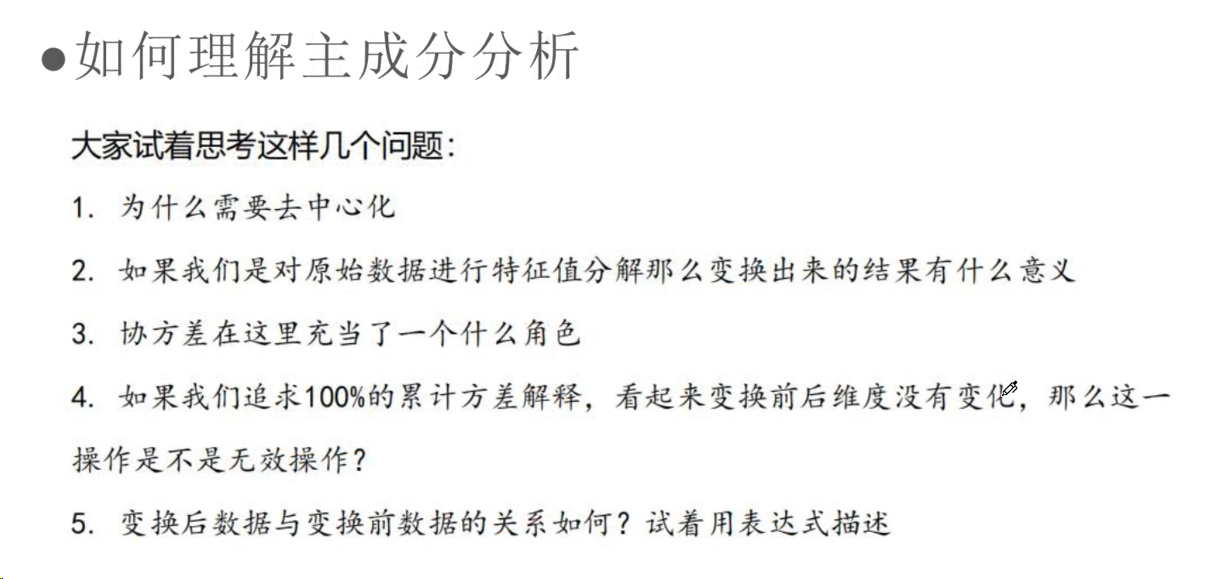 ●如何理解主成分分析
大家试着思考这样几个问题：
1. 为什么需要去中心化
2. 如果我们是对原始数据进行特征值分解那么变换出来的结果有什么意义
3. 协方差在这里充当了一个什么角色
4. 如果我们追求100%的累计方差解释，看起来变换前后维度没有变化，那么这一
操作是不是无效操作？
5. 变换后数据与变换前数据的关系如何？试着用表达式描述